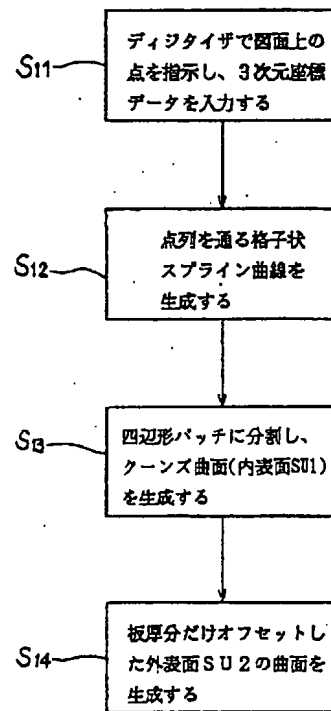 S11
ディジタイザで図面上の
点を指示し、3次元座標
データを入力する
S12
点列を通る格子状
スプライン曲線を
生成する
S13
四辺形パッチに分割し、
クーンズ曲面(内表面SU1)
を生成する
S14
板厚分だけオフセットし
た外表面SU2の曲面を
生成する